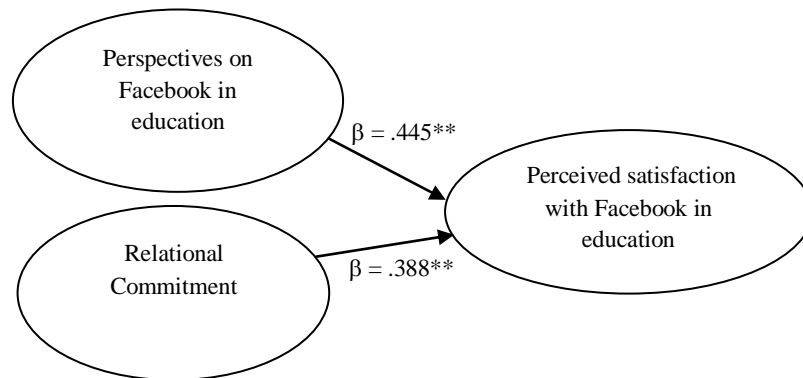 Perspectives on
Facebook in
education
β = .445**
Perceived satisfaction
with Facebook in
education
Relational
Commitment
β = .388**